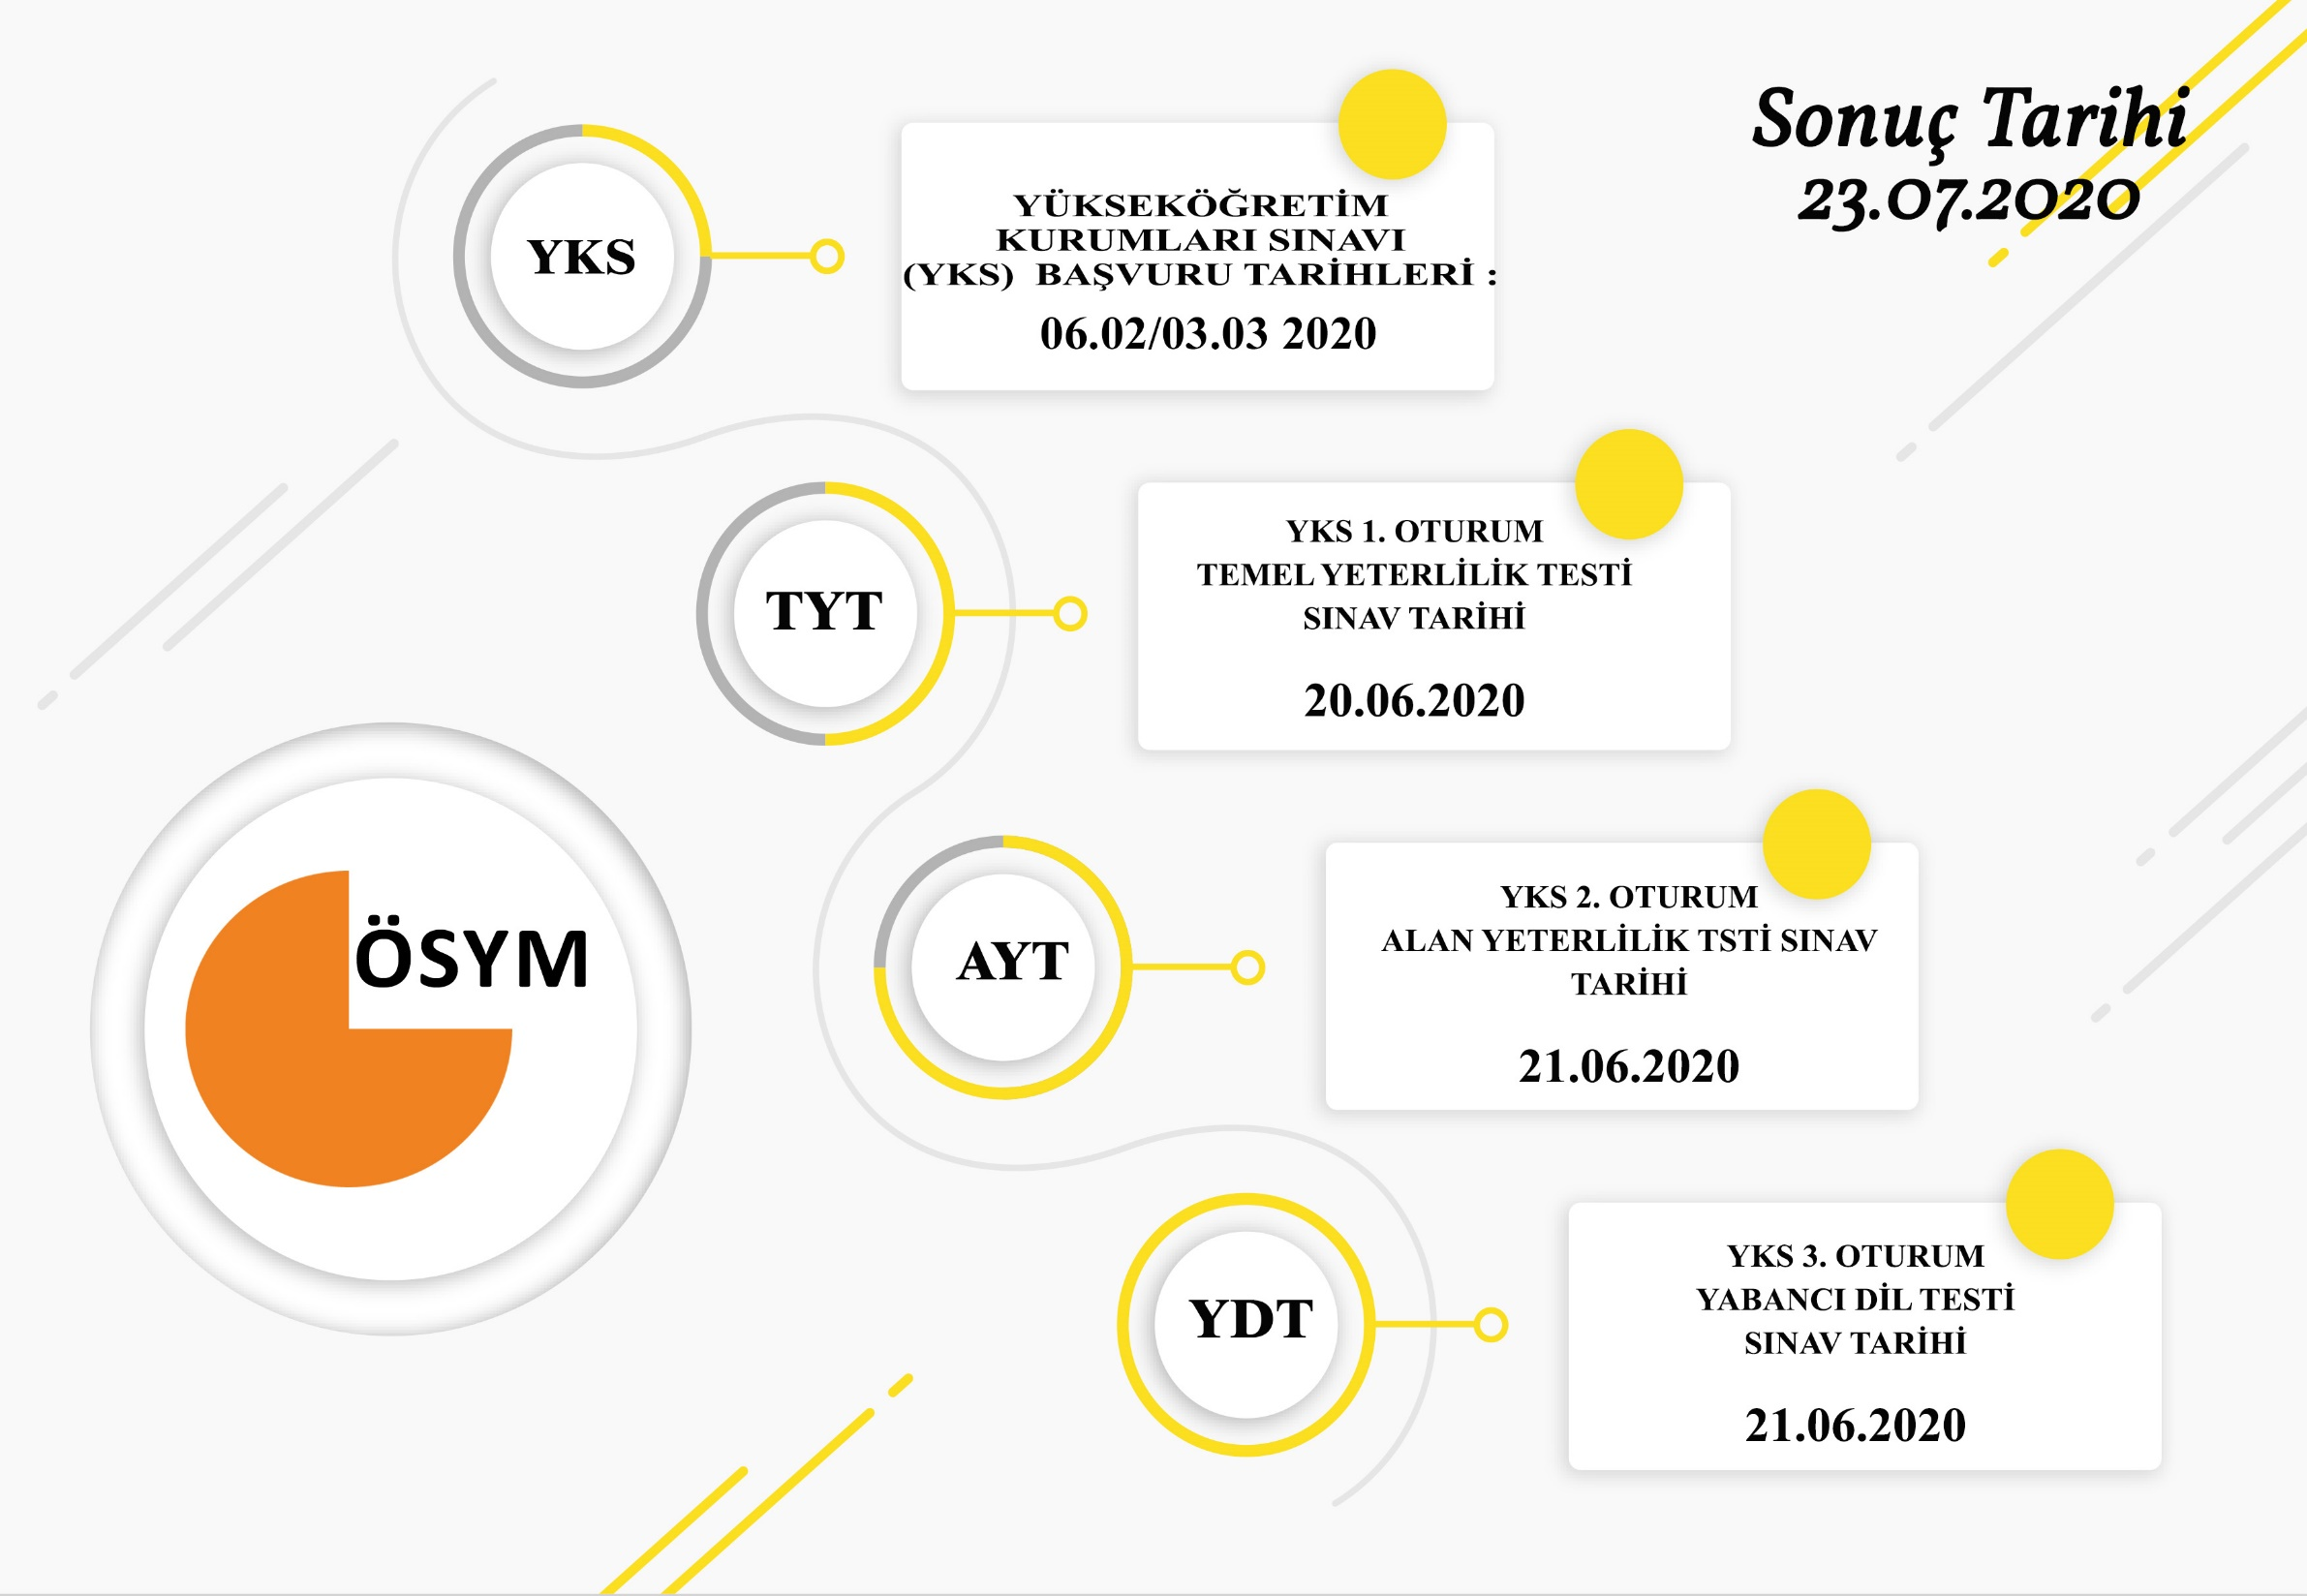 Sonuç Tarihi
23.07.2020
YKS
YÜKSEKÖĞRETİM
KURUMLARI SINAVI
(YKS) BAŞVURU TARİHLERİ :
06.02/03.03 2020
TYT
YKS 1. OTURUM
TEMEL YETERLİLİK TESTİ
SINAV TARİHİ
20.06.2020
ÖSYM
AYT
YKS 2. OTURUM
ALAN YETERLİLİK TSTİ SINAV
TARİHİ
21.06.2020
YDT
YKS 3. OTURUM
YABANCI DİL TESTİ
SINAV TARİHİ
21.06.2020